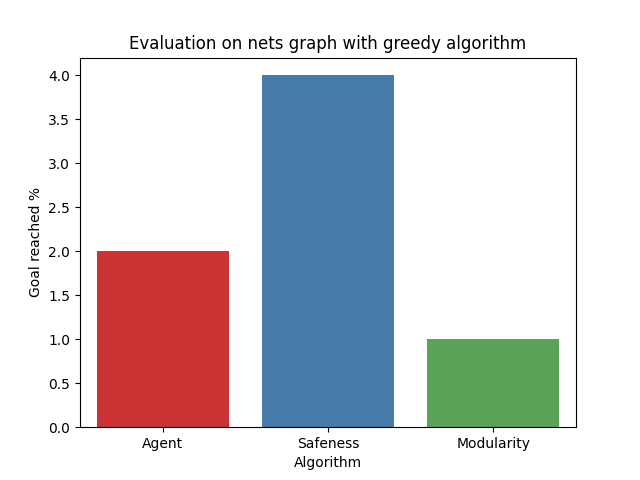 Evaluation on nets graph with greedy algorithm
4.0
3.5
3.0
2.5
2.0
1.5
1.0
0.5
0.0
Goal reached %
Agent
Safeness
Modularity
Algorithm